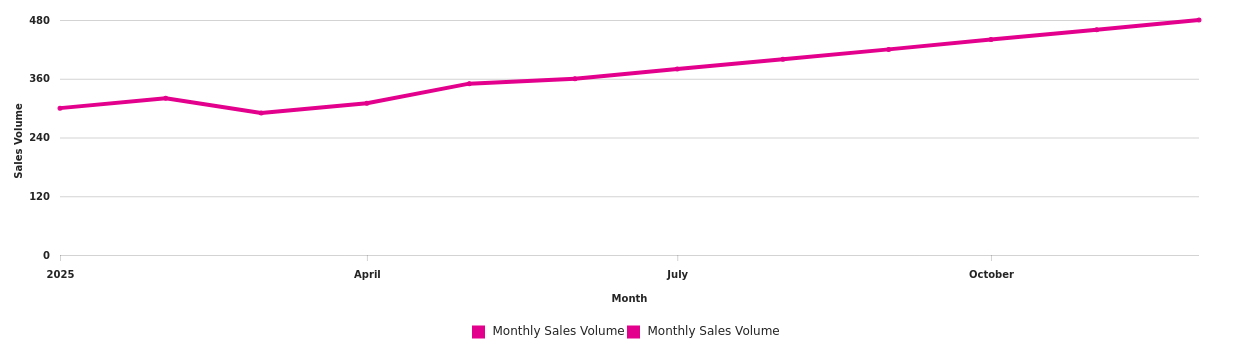 480
360
240
120
0
Sales Volume
2025 April July October
Month
Monthly Sales Volume Monthly Sales Volume